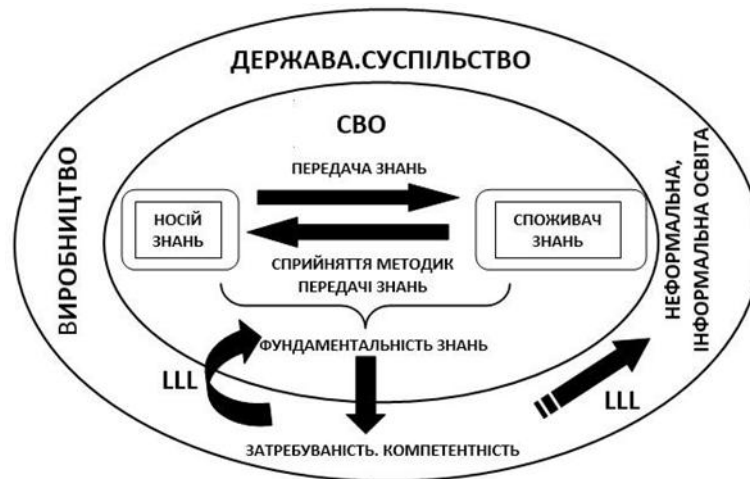 ДЕРЖАВА.СУСПІЛЬСТВО
СВО
ВИРОБНИЦТВО
НЕФОРМАЛЬНА,
ІНФОРМАЛЬНА ОСВІТА
ПЕРЕДАЧА ЗНАНЬ
НОСІЙ
ЗНАНЬ
СПОЖИВАЧ
ЗНАНЬ
СПРИЙНЯТТЯ МЕТОДИК
ПЕРЕДАЧІ ЗНАНЬ
ФУНДАМЕНТАЛЬНІСТЬ ЗНАНЬ
LLL
LLL
ЗАТРЕБУВАНІСТЬ. КОМПЕТЕНТНІСТЬ